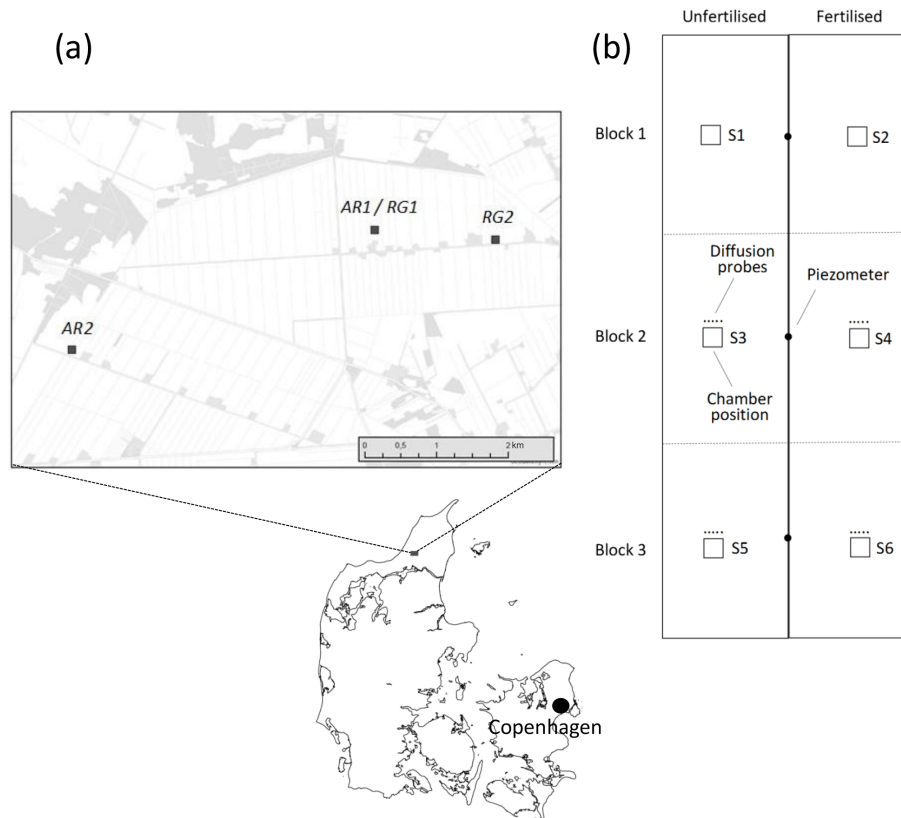 (a)
AR1 / RG1
RG2
AR2
0 0,5 1 2 km
Copenhagen
(b)
Unfertilised Fertilised
Block 1
S1
S2
Diffusion
probes
Piezometer
Block 2
S3
S4
Chamber
position
Block 3
S5
S6